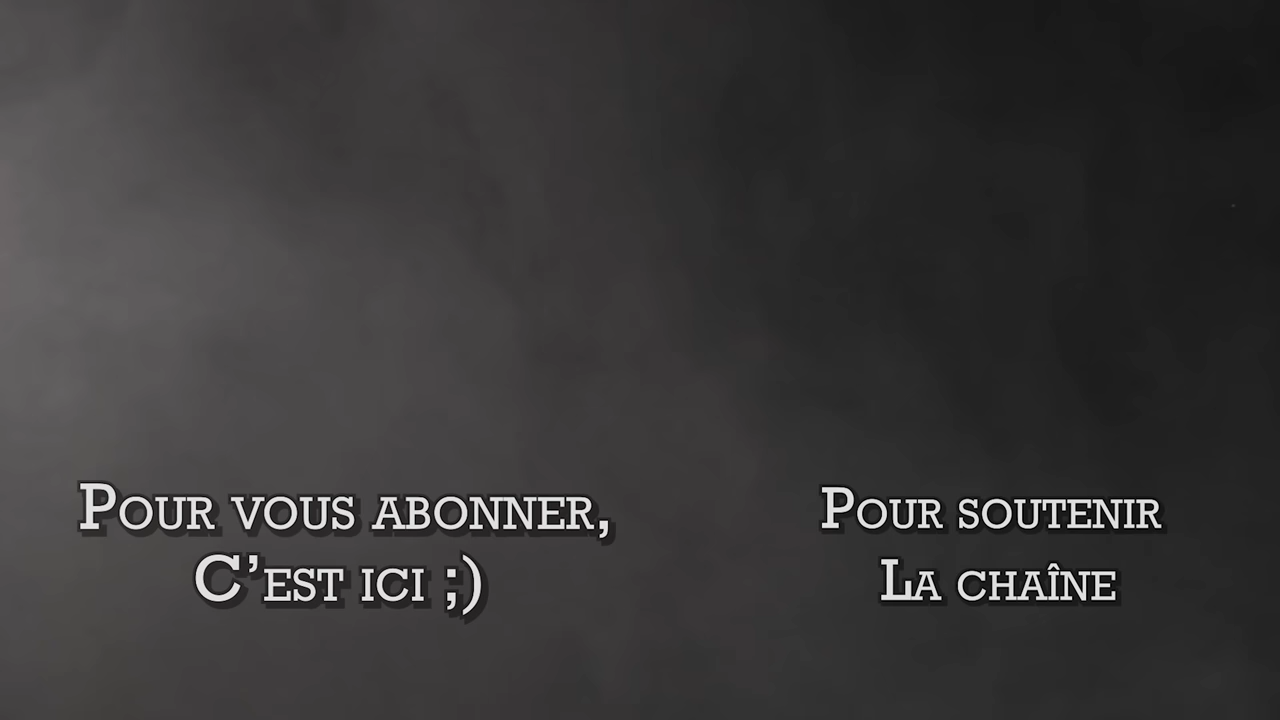 Pour vous abonner,
C'est ici ;)
Pour soutenir
La chaîne